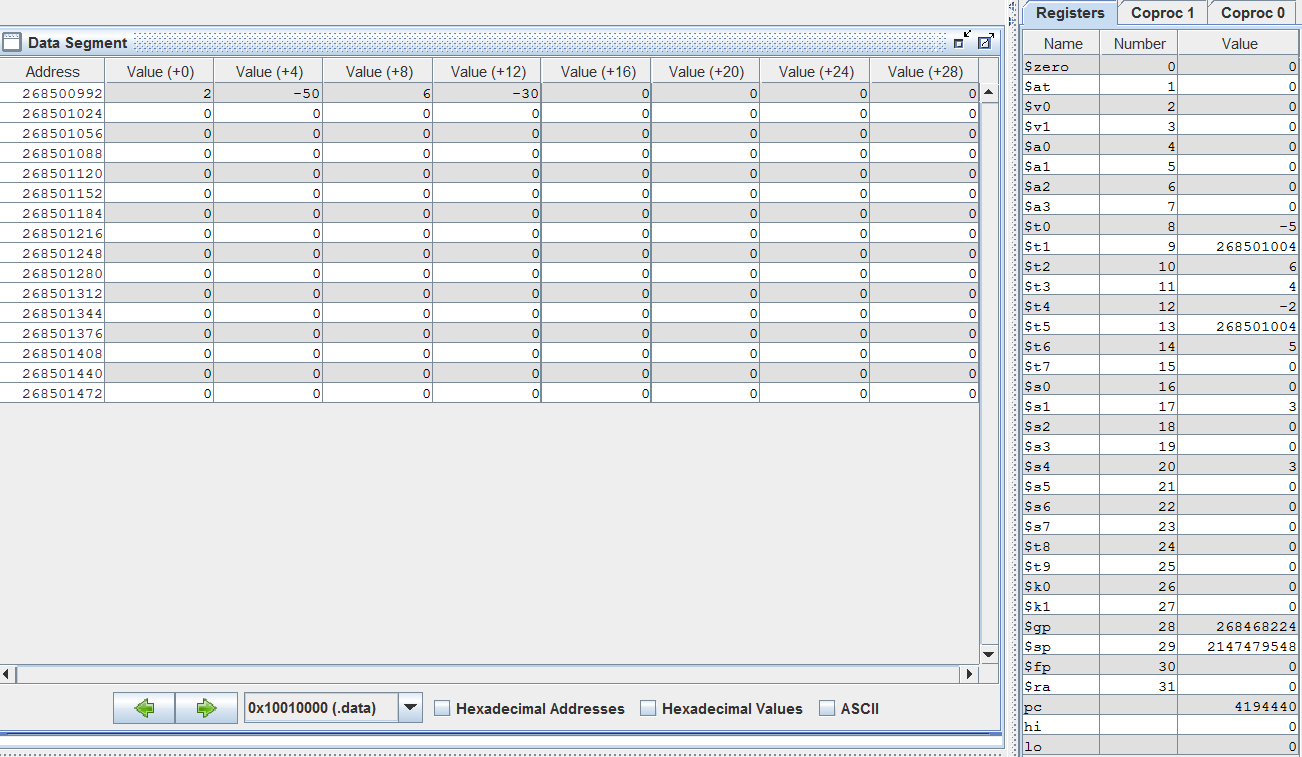 Data Segment
Address Value (+0) Value (+4) Value (+8) Value (+12) Value (+16) Value (+20) Value (+24) Value (+28)
268500992 2 -50 6 -30 0 0 0 0
268501024 0 0 0 0 0 0 0 0
268501056 0 0 0 0 0 0 0 0
268501088 0 0 0 0 0 0 0 0
268501120 0 0 0 0 0 0 0 0
268501152 0 0 0 0 0 0 0 0
268501184 0 0 0 0 0 0 0 0
268501216 0 0 0 0 0 0 0 0
268501248 0 0 0 0 0 0 0 0
268501280 0 0 0 0 0 0 0 0
268501312 0 0 0 0 0 0 0 0
268501344 0 0 0 0 0 0 0 0
268501376 0 0 0 0 0 0 0 0
268501408 0 0 0 0 0 0 0 0
268501440 0 0 0 0 0 0 0 0
268501472 0 0 0 0 0 0 0 0
0x10010000 (.data) Hexadecimal Addresses Hexadecimal Values ASCII
Registers Coproc 1 Coproc 0
Name Number Value
$zero 0 0
$at 1 0
$v0 2 0
$v1 3 0
$a0 4 0
$a1 5 0
$a2 6 0
$a3 7 0
$t0 8 -5
$t1 9 268501004
$t2 10 6
$t3 11 4
$t4 12 -2
$t5 13 268501004
$t6 14 5
$t7 15 0
$s0 16 0
$s1 17 3
$s2 18 0
$s3 19 0
$s4 20 3
$s5 21 0
$s6 22 0
$s7 23 0
$t8 24 0
$t9 25 0
$k0 26 0
$k1 27 0
$gp 28 268468224
$sp 29 2147479548
$fp 30 0
$ra 31 0
pc 4194440
hi 0
lo 0